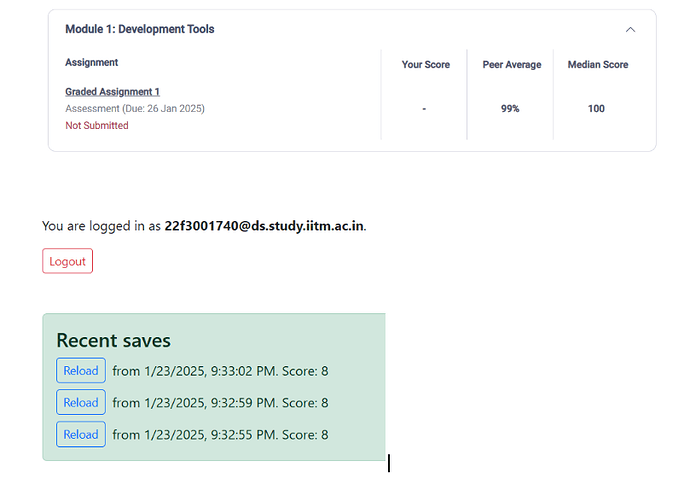 Module 1: Development Tools
Assignment Your Score Peer Average Median Score
Graded Assignment 1
Assessment (Due: 26 Jan 2025) - 99% 100
Not Submitted
You are logged in as 22f3001740@ds.study.iitm.ac.in.
Logout
Recent saves
Reload from 1/23/2025, 9:33:02 PM. Score: 8
Reload from 1/23/2025, 9:32:59 PM. Score: 8
Reload from 1/23/2025, 9:32:55 PM. Score: 8